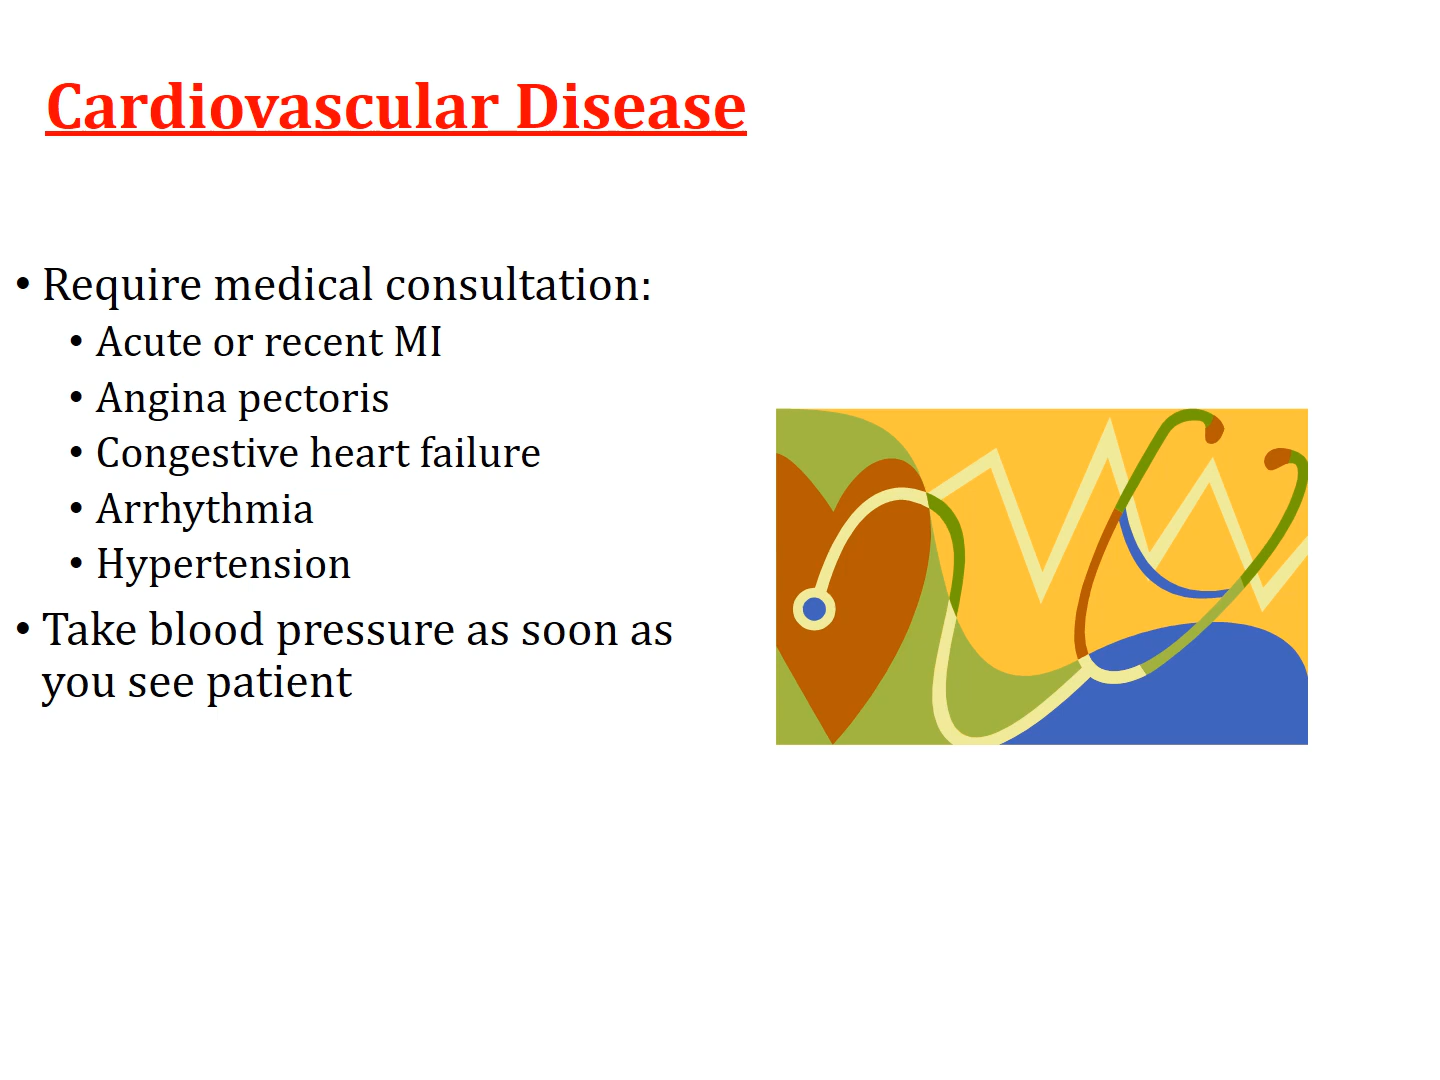 Cardiovascular Disease
• Require medical consultation:
• Acute or recent MI
• Angina pectoris
• Congestive heart failure
• Arrhythmia
• Hypertension
• Take blood pressure as soon as
you see patient